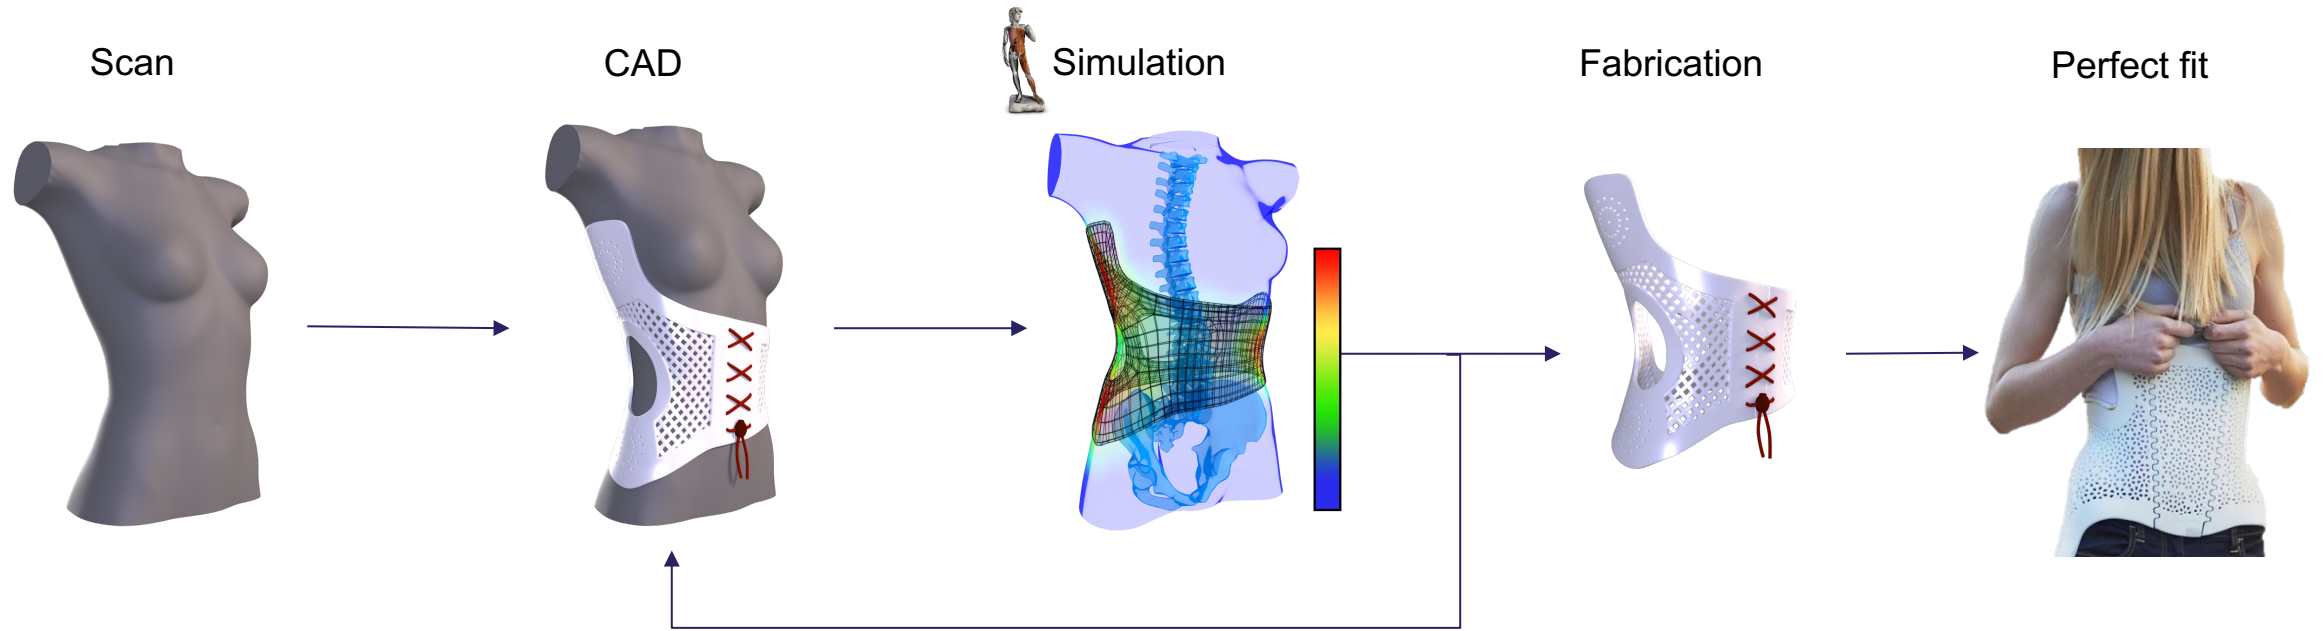 Scan
CAD
Simulation
Fabrication
Perfect fit